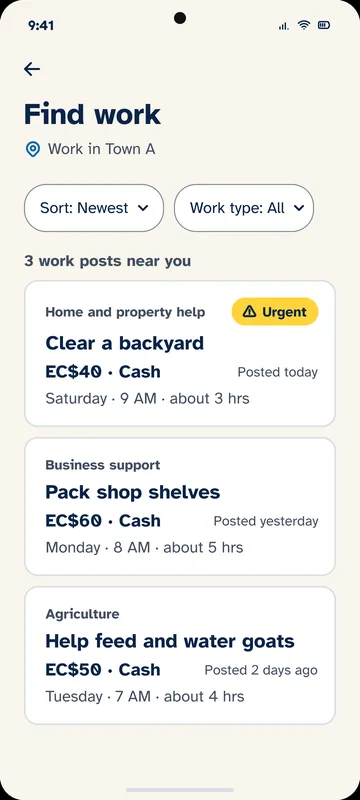 9:41
Find work
Work in Town A
Sort: Newest
Work type: All
3 work posts near you
Home and property help
Urgent
Clear a backyard
EC$40 · Cash
Posted today
Saturday · 9 AM · about 3 hrs
Business support
Pack shop shelves
EC$60 · Cash
Posted yesterday
Monday · 8 AM · about 5 hrs
Agriculture
Help feed and water goats
EC$50 · Cash
Posted 2 days ago
Tuesday · 7 AM · about 4 hrs